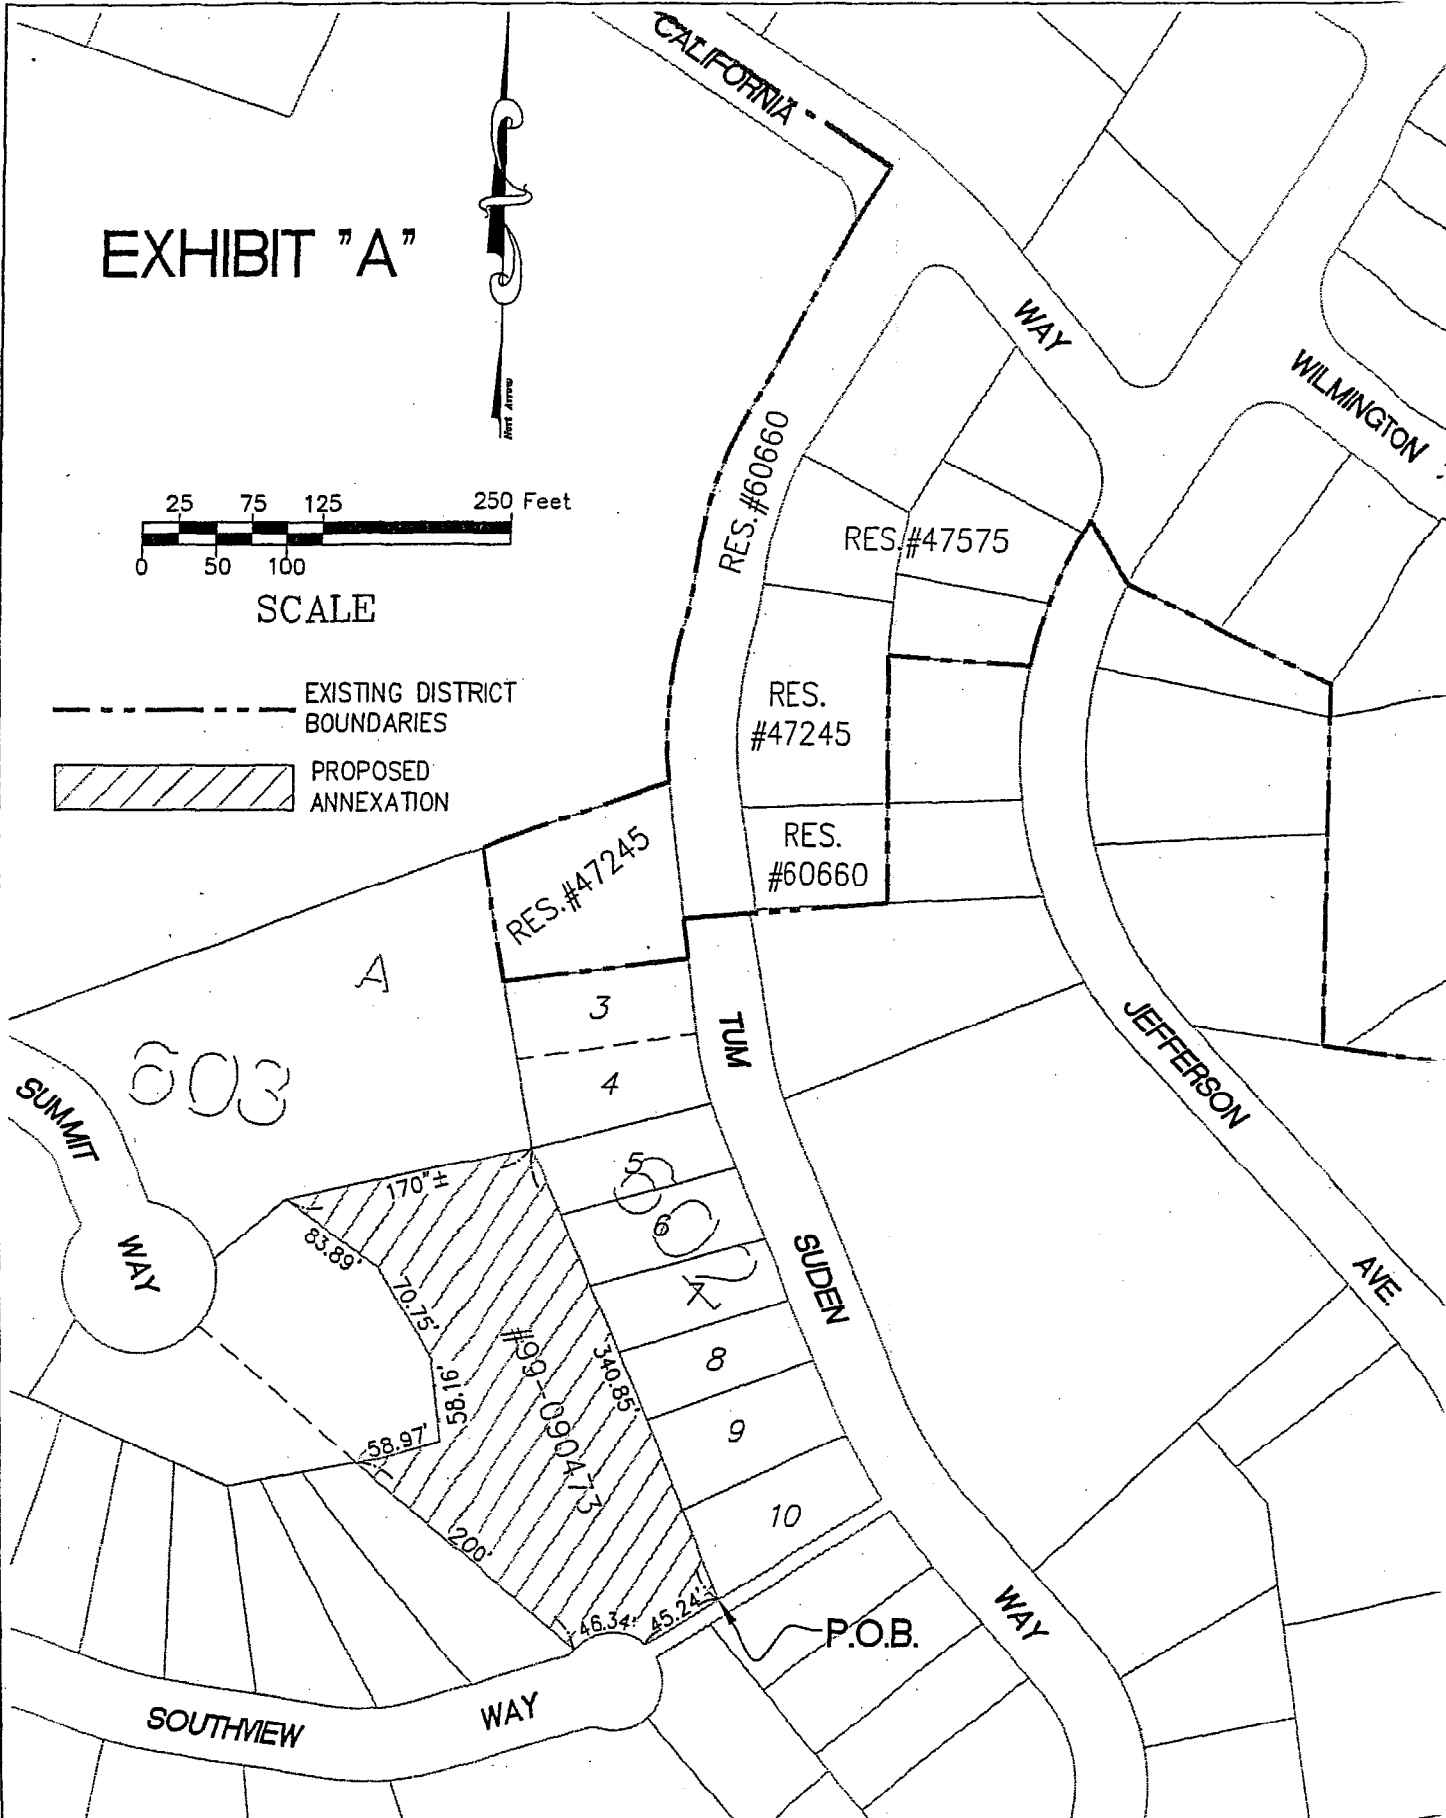 CALIFORNIA
EXHIBIT "A"
WAY
WILMINGTON
Hart Arrow
25 75 125 250 Feet
0 50 100
SCALE
RES.#60660
RES.#47575
EXISTING DISTRICT
BOUNDARIES
PROPOSED
ANNEXATION
RES.
#47245
RES.
#60660
RES.#47245
A
3
TUM
JEFFERSON
603
4
SUMMIT
5
170"±
602
6
83.89'
WAY
SUDEN
AVE.
70.75'
#99-090473
340.85'
8
58.16'
58.97'
9
10
200'
46.34'
45.24'
P.O.B.
WAY
SOUTHVIEW
WAY